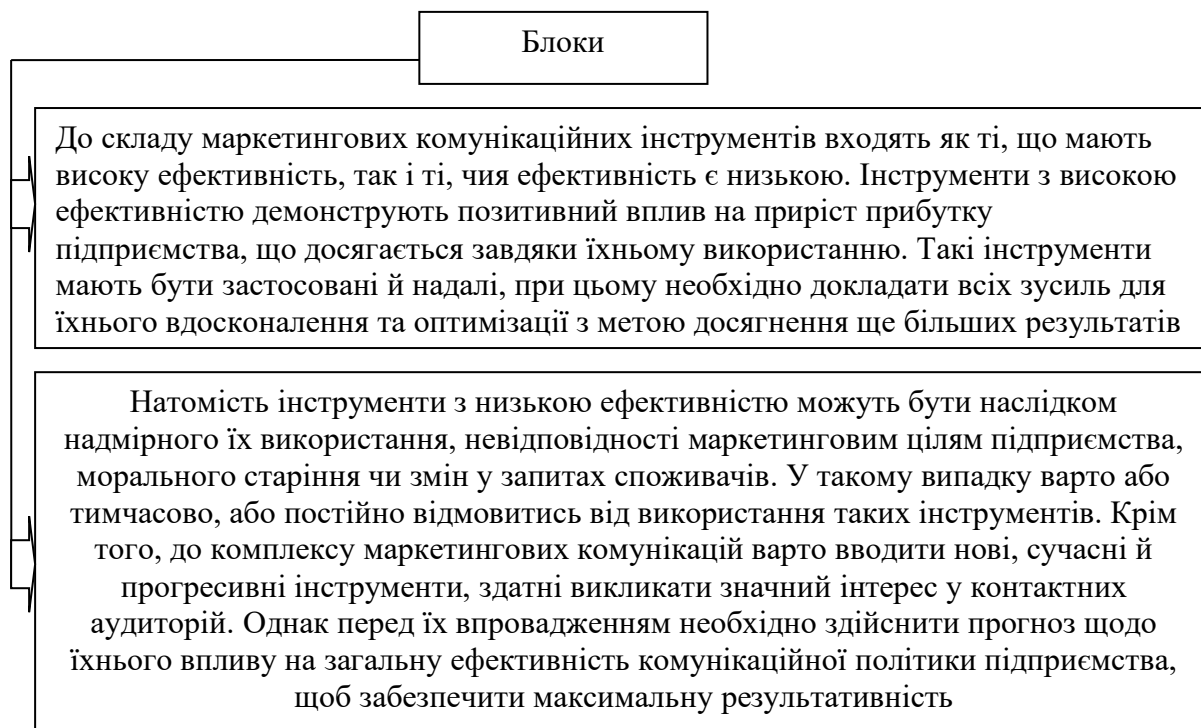 Блоки
До складу маркетингових комунікаційних інструментів входять як ті, що мають
високу ефективність, так і ті, чия ефективність є низькою. Інструменти з високою
ефективністю демонструють позитивний вплив на приріст прибутку
підприємства, що досягається завдяки їхньому використанню. Такі інструменти
мають бути застосовані й надалі, при цьому необхідно докладати всіх зусиль для
їхнього вдосконалення та оптимізації з метою досягнення ще більших результатів
Натомість інструменти з низькою ефективністю можуть бути наслідком
надмірного їх використання, невідповідності маркетинговим цілям підприємства,
морального старіння чи змін у запитах споживачів. У такому випадку варто або
тимчасово, або постійно відмовитись від використання таких інструментів. Крім
того, до комплексу маркетингових комунікацій варто вводити нові, сучасні й
прогресивні інструменти, здатні викликати значний інтерес у контактних
аудиторій. Однак перед їх впровадженням необхідно здійснити прогноз щодо
їхнього впливу на загальну ефективність комунікаційної політики підприємства,
щоб забезпечити максимальну результативність